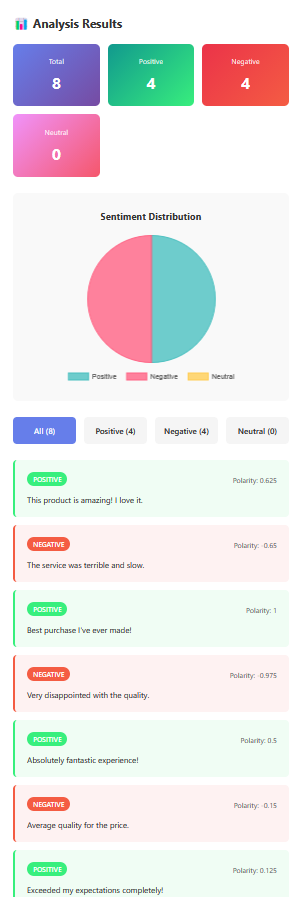 Analysis Results
Total
8
Positive
4
Negative
4
Neutral
0
Sentiment Distribution
Positive Negative Neutral
All (8) Positive (4) Negative (4) Neutral (0)
POSITIVE Polarity: 0.625
This product is amazing! I love it.
NEGATIVE Polarity: -0.65
The service was terrible and slow.
POSITIVE Polarity: 1
Best purchase I've ever made!
NEGATIVE Polarity: -0.975
Very disappointed with the quality.
POSITIVE Polarity: 0.5
Absolutely fantastic experience!
NEGATIVE Polarity: -0.15
Average quality for the price.
POSITIVE Polarity: 0.125
Exceeded my expectations completely!